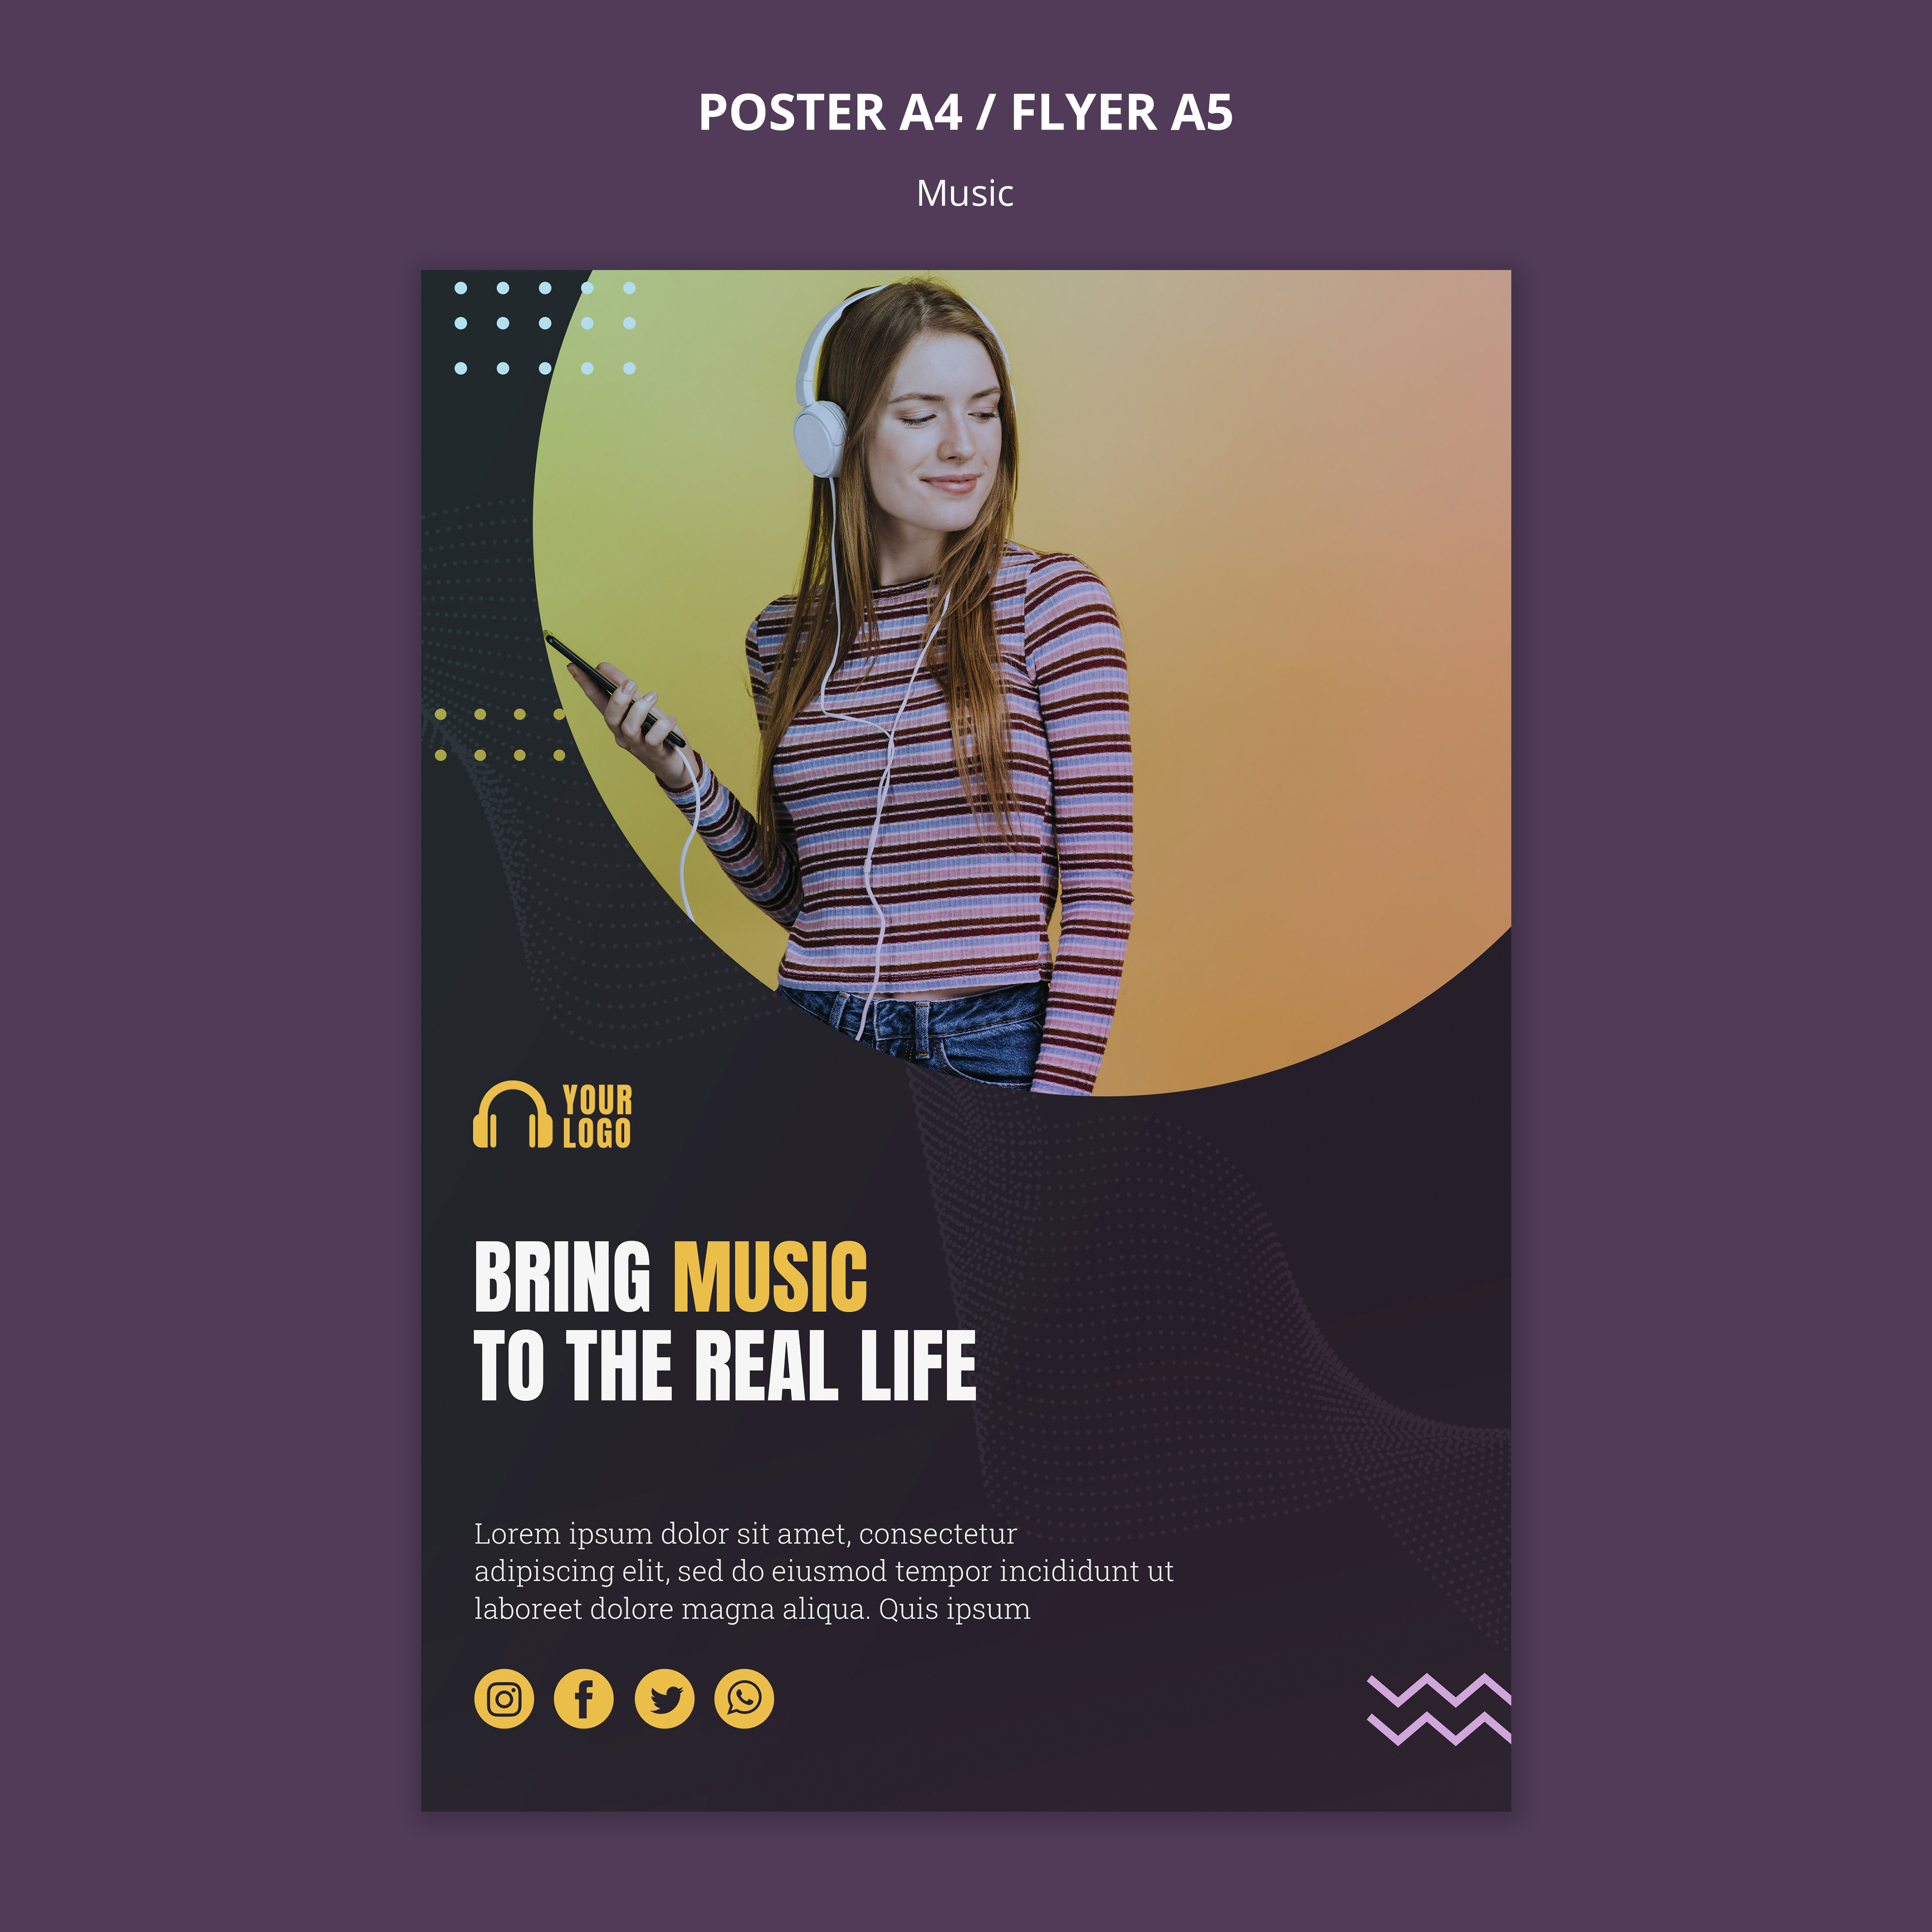 POSTER A4 / FLYER A5
Music
YOUR
LOGO
BRING MUSIC
TO THE REAL LIFE
Lorem ipsum dolor sit amet, consectetur
adipiscing elit, sed do eiusmod tempor incididunt ut
laboreet dolore magna aliqua. Quis ipsum